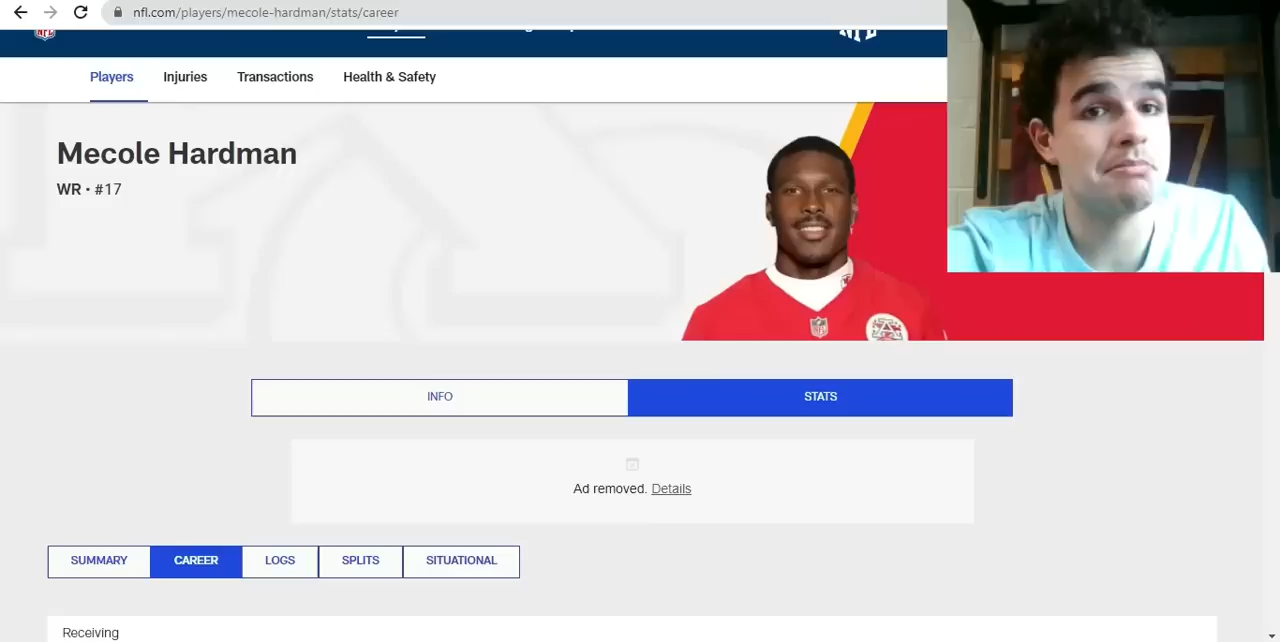 nfl.com/players/mecole-hardman/stats/career
NFL
Players Injuries Transactions Health & Safety
Mecole Hardman
WR • #17
INFO STATS
Ad removed. Details
SUMMARY CAREER LOGS SPLITS SITUATIONAL
Receiving